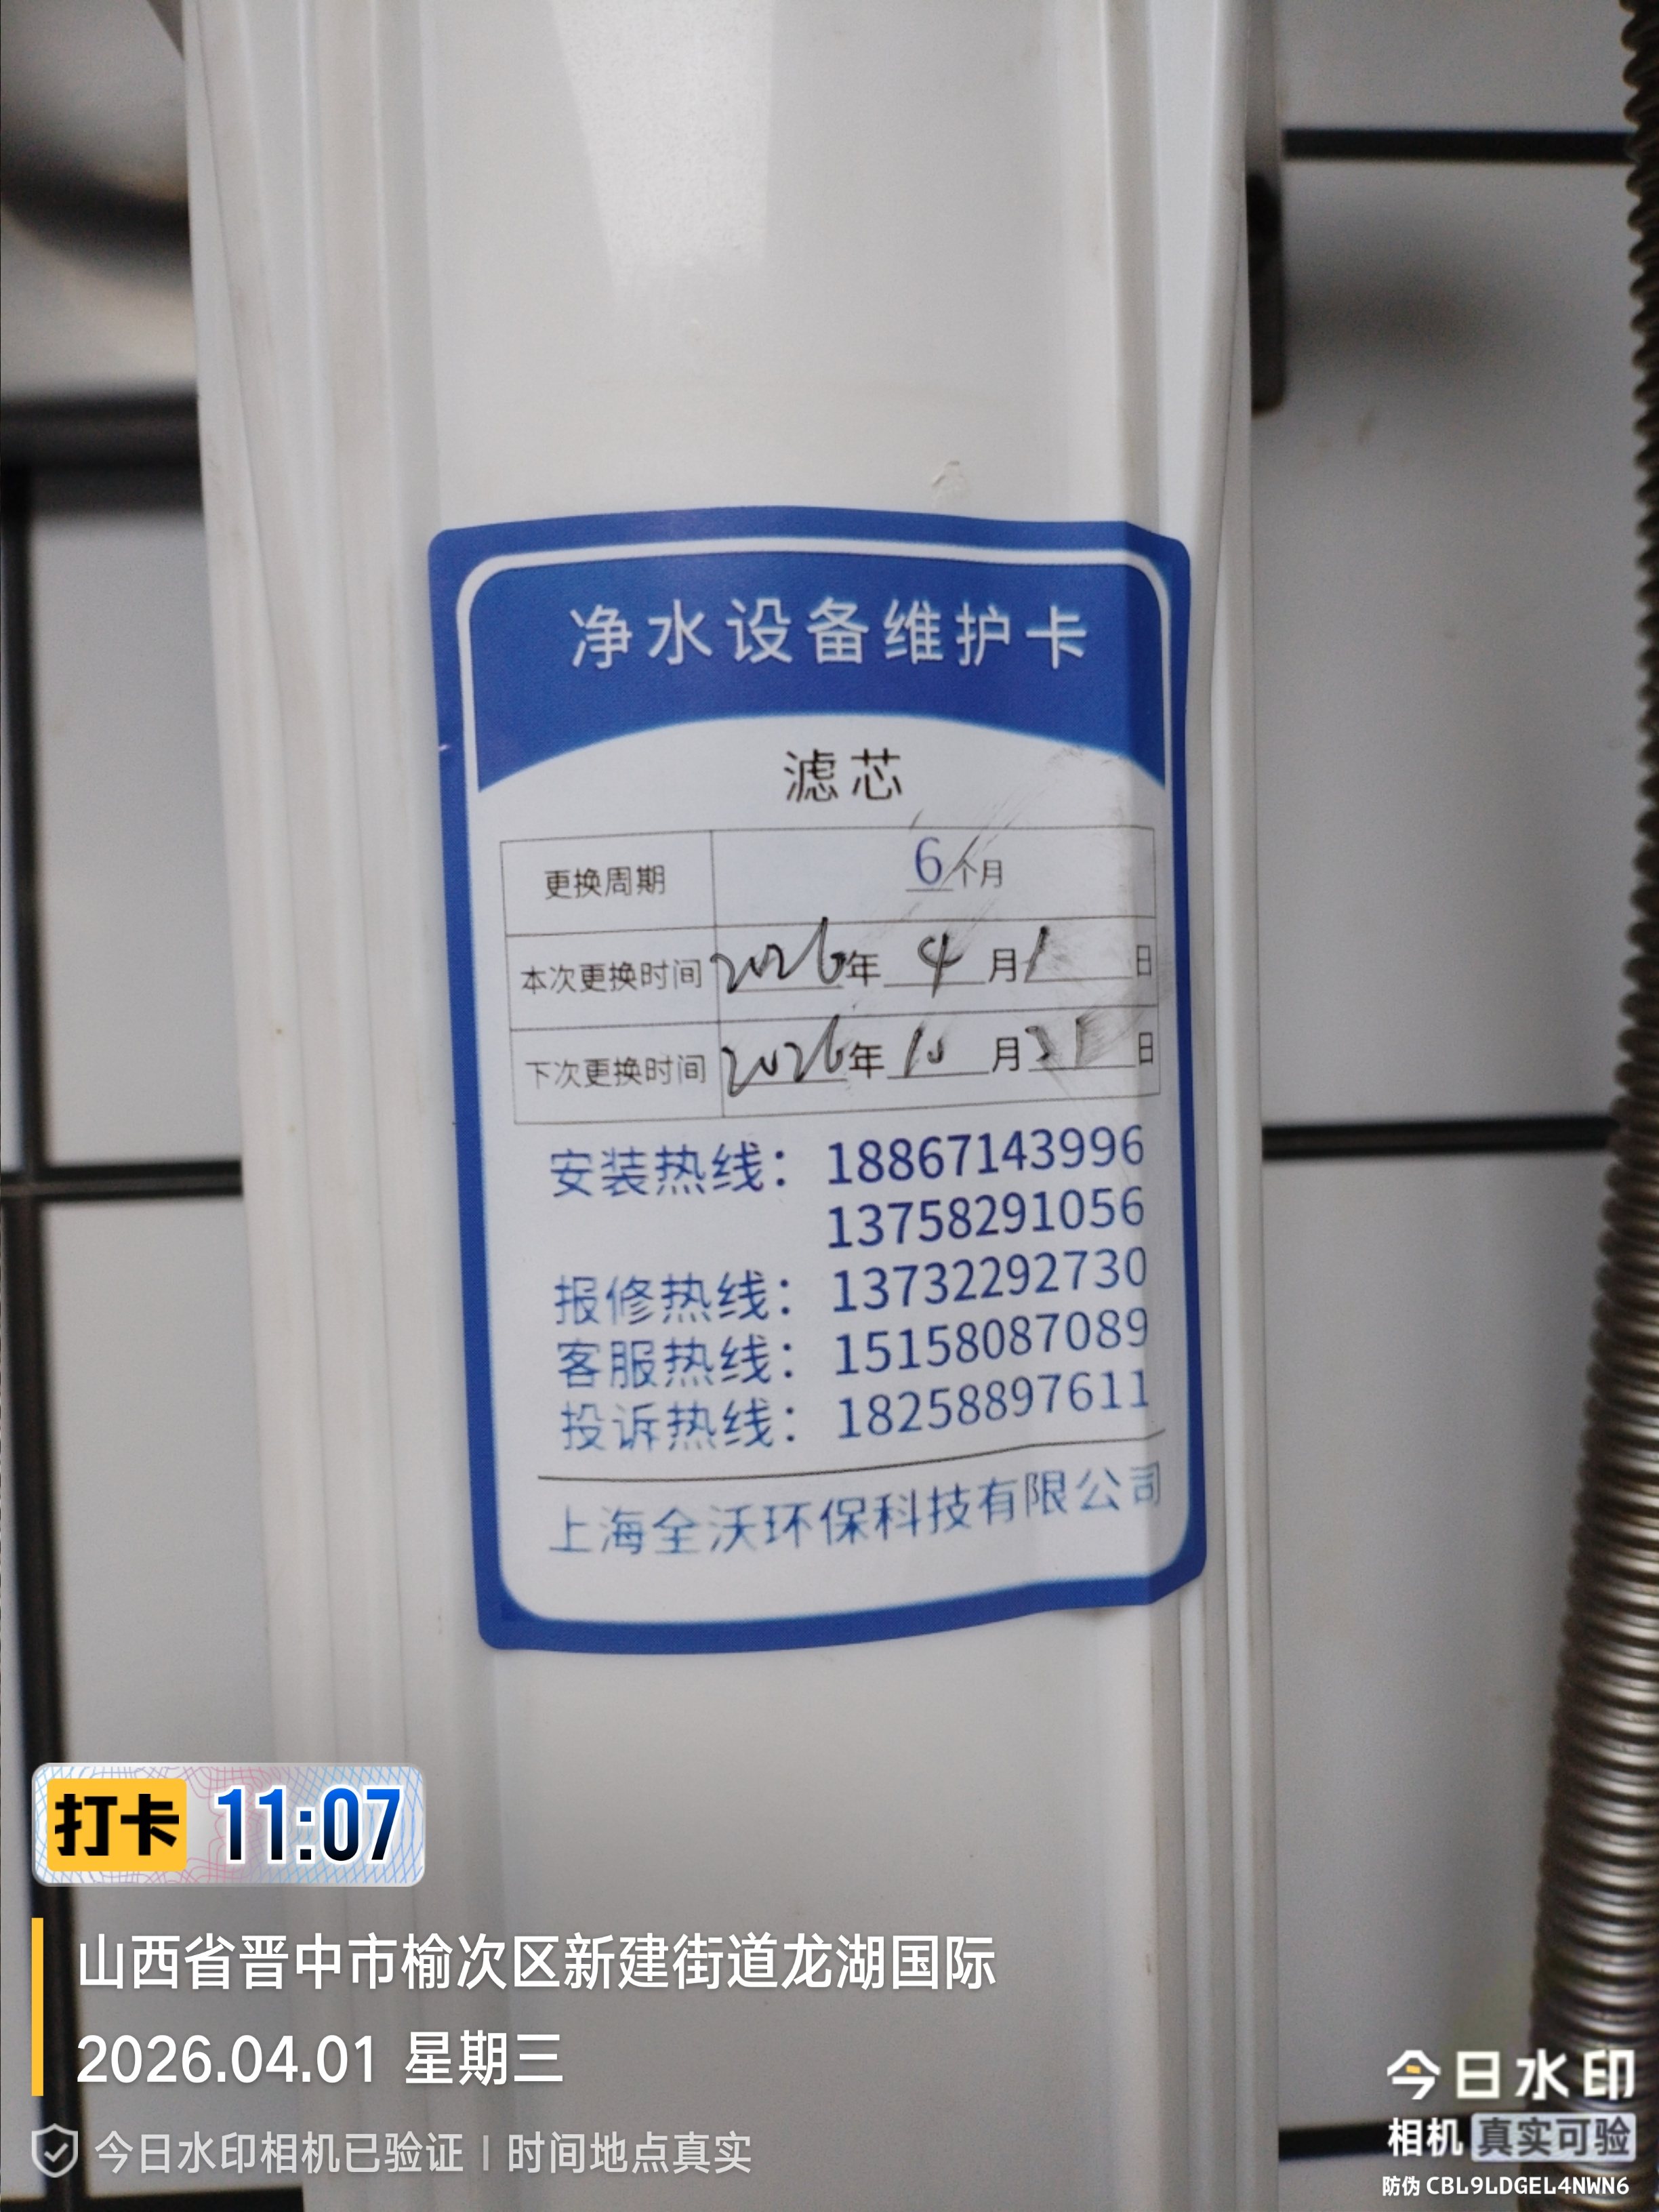 净水设备维护卡
滤芯
更换周期 6个月
本次更换时间 2026年 4月1日
下次更换时间 2026年10月 日
安装热线：18867143996
13758291056
报修热线：13732292730
客服热线：15158087089
投诉热线：18258897611
上海全沃环保科技有限公司
打卡 11:07
山西省晋中市榆次区新建街道龙湖国际
2026.04.01 星期三
今日水印相机已验证 | 时间地点真实
今日水印
相机 真实可验
防伪 CBL9LDGEL4NWN6